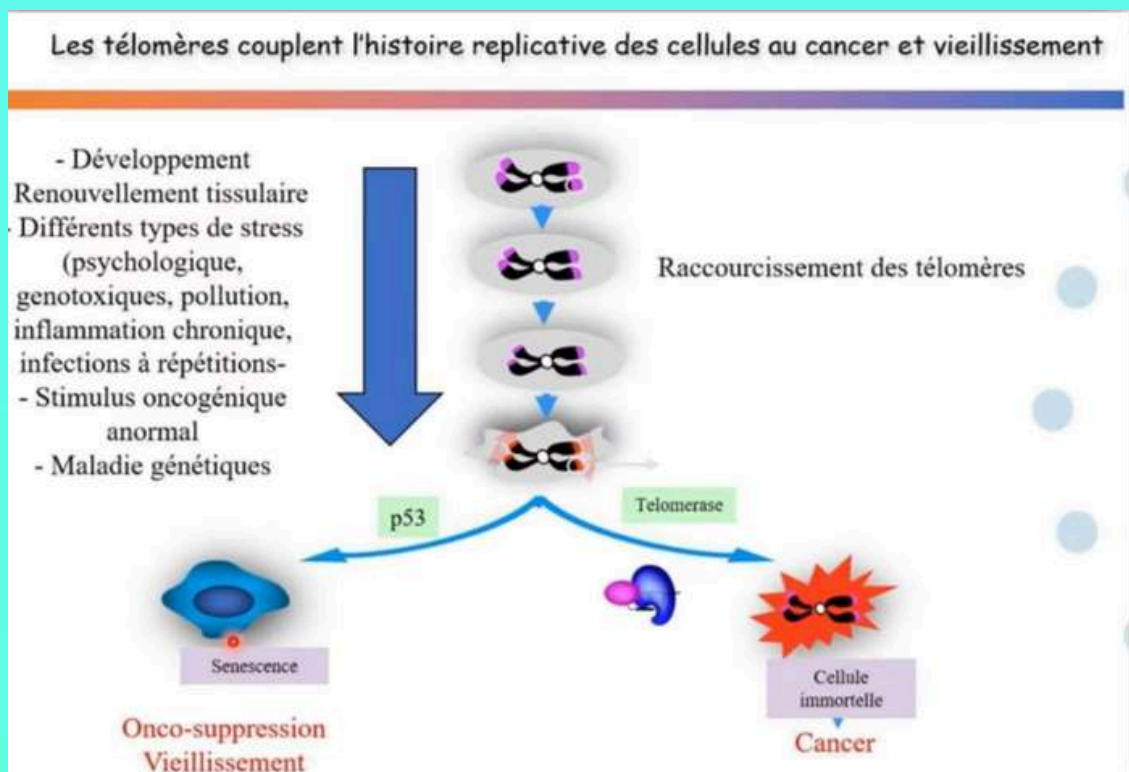 Les télomères couplent l'histoire replicative des cellules au cancer et vieillissement
- Développement
Renouvellement tissulaire
- Différents types de stress
(psychologique,
genotoxiques, pollution,
inflammation chronique,
infections à répétitions-
- Stimulus oncogénique
anormal
- Maladie génétiques
Raccourcissement des télomères
p53
Telomerase
Senescence
Onco-suppression
Vieillissement
Cellule
immortelle
Cancer